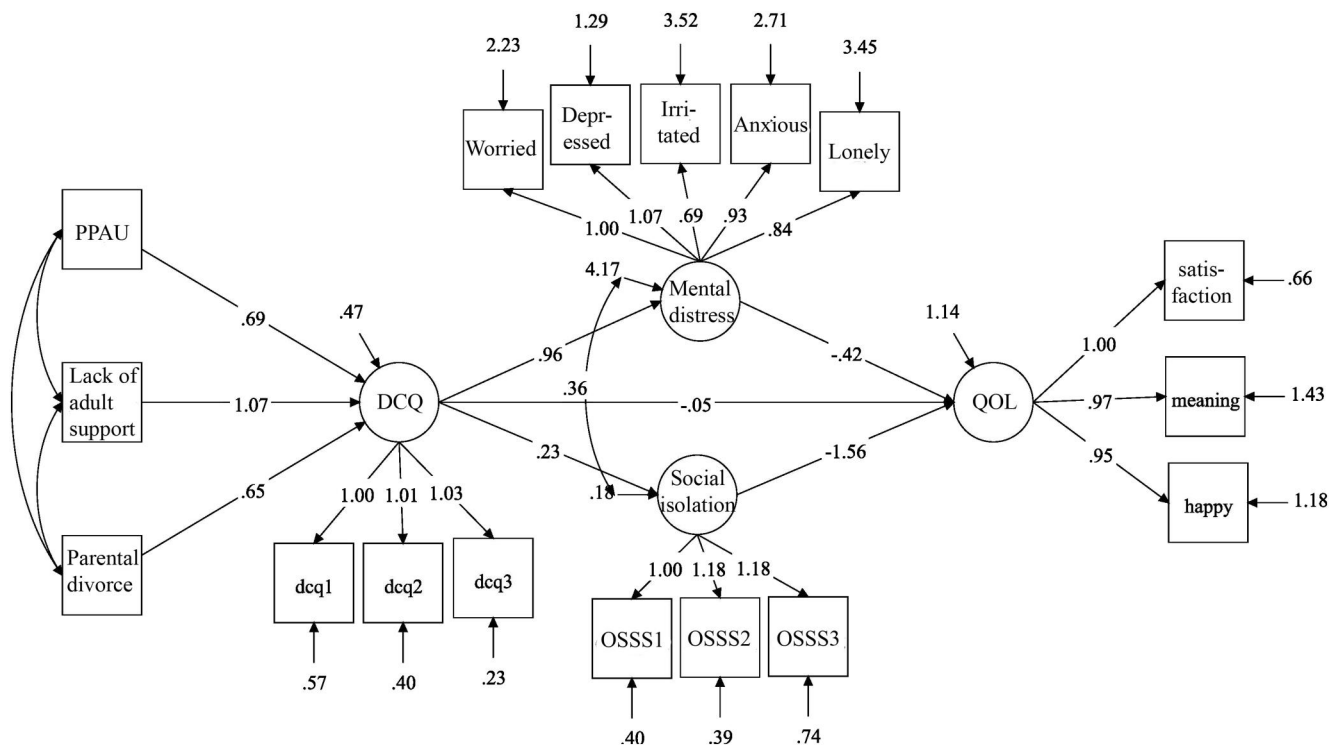 1.29
3.52
2.71
2.23
3.45
Depr-
essed
Irri-
tated
Anxious
Worried
Lonely
PPAU
1.00
1.07
.69
.93
.84
4.17
Mental
distress
satis-
faction
.66
.69
.47
1.14
.96
-.42
1.00
Lack of
adult
support
1.07
DCQ
.36
-.05
QOL
.97
meaning
1.43
.23
-1.56
.95
.65
.18
Social
isolation
1.00
1.01
1.03
happy
1.18
Parental
divorce
dcq1
dcq2
dcq3
1.00
1.18
1.18
OSSS1
OSSS2
OSSS3
.57
.40
.23
.40
.39
.74